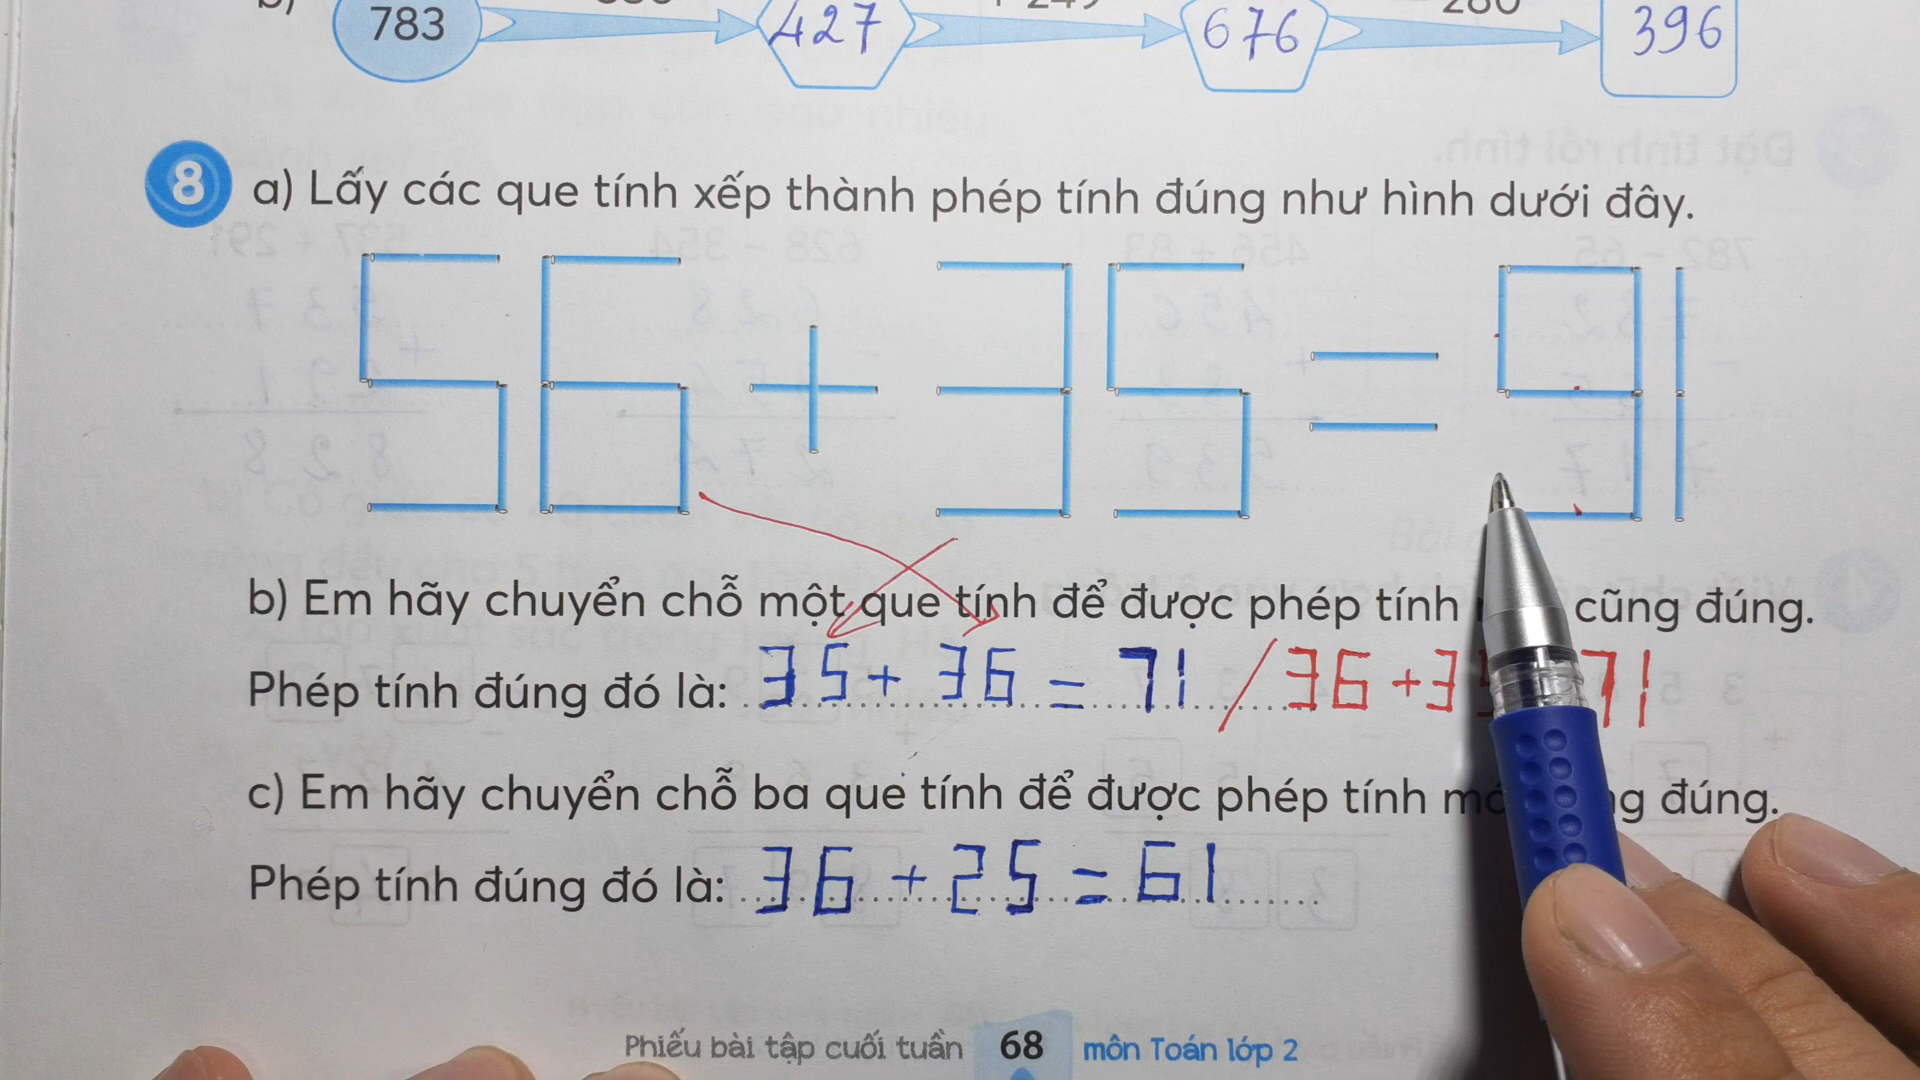 b)
783 427 676 396
8 a) Lấy các que tính xếp thành phép tính đúng như hình dưới đây.
56 + 35 = 91
b) Em hãy chuyển chỗ một que tính để được phép tính cũng đúng.
Phép tính đúng đó là: 35 + 36 = 71 / 36 + 3 71
c) Em hãy chuyển chỗ ba que tính để được phép tính đúng.
Phép tính đúng đó là: 36 + 25 = 61
Phiếu bài tập cuối tuần 68 môn Toán lớp 2